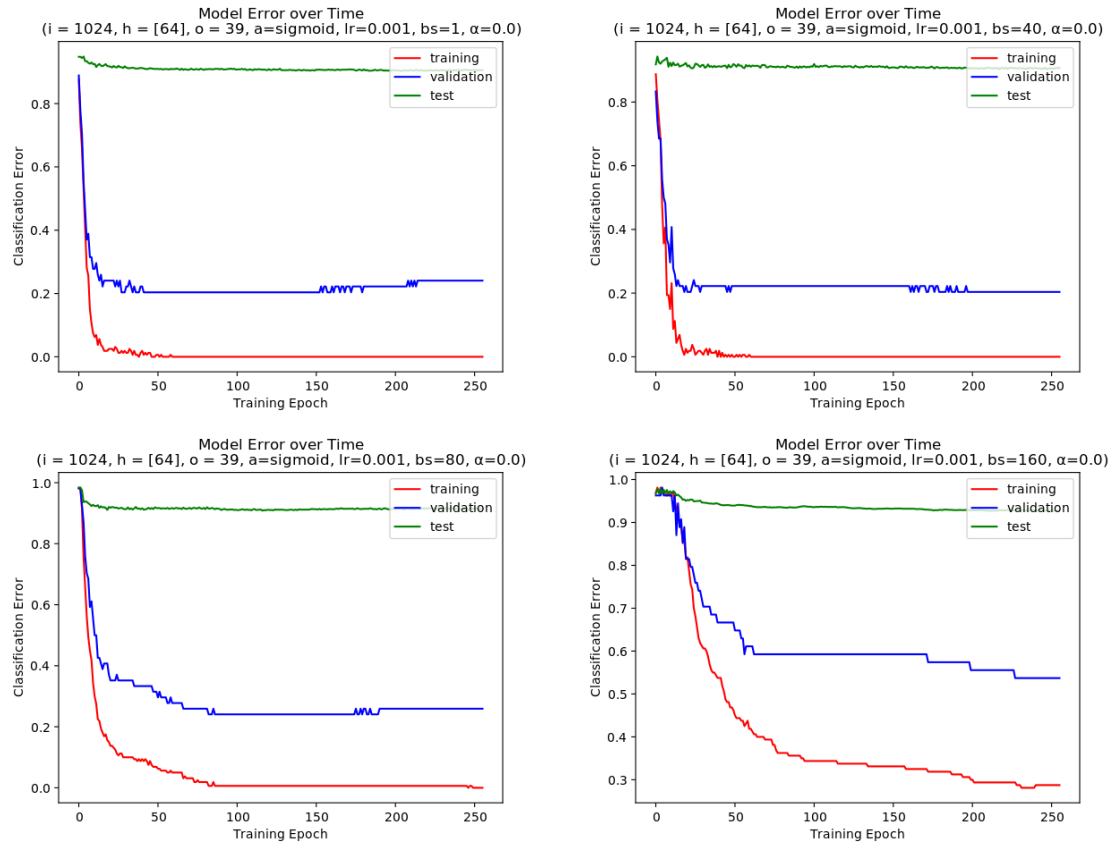 Model Error over Time
(i = 1024, h = [64], o = 39, a=sigmoid, lr=0.001, bs=1, α=0.0)
training
validation
test
Classification Error
0.8
0.6
0.4
0.2
0.0
0 50 100 150 200 250
Training Epoch
Model Error over Time
(i = 1024, h = [64], o = 39, a=sigmoid, lr=0.001, bs=40, α=0.0)
training
validation
test
Classification Error
0.8
0.6
0.4
0.2
0.0
0 50 100 150 200 250
Training Epoch
Model Error over Time
(i = 1024, h = [64], o = 39, a=sigmoid, lr=0.001, bs=80, α=0.0)
training
validation
test
Classification Error
1.0
0.8
0.6
0.4
0.2
0.0
0 50 100 150 200 250
Training Epoch
Model Error over Time
(i = 1024, h = [64], o = 39, a=sigmoid, lr=0.001, bs=160, α=0.0)
training
validation
test
Classification Error
1.0
0.9
0.8
0.7
0.6
0.5
0.4
0.3
0 50 100 150 200 250
Training Epoch